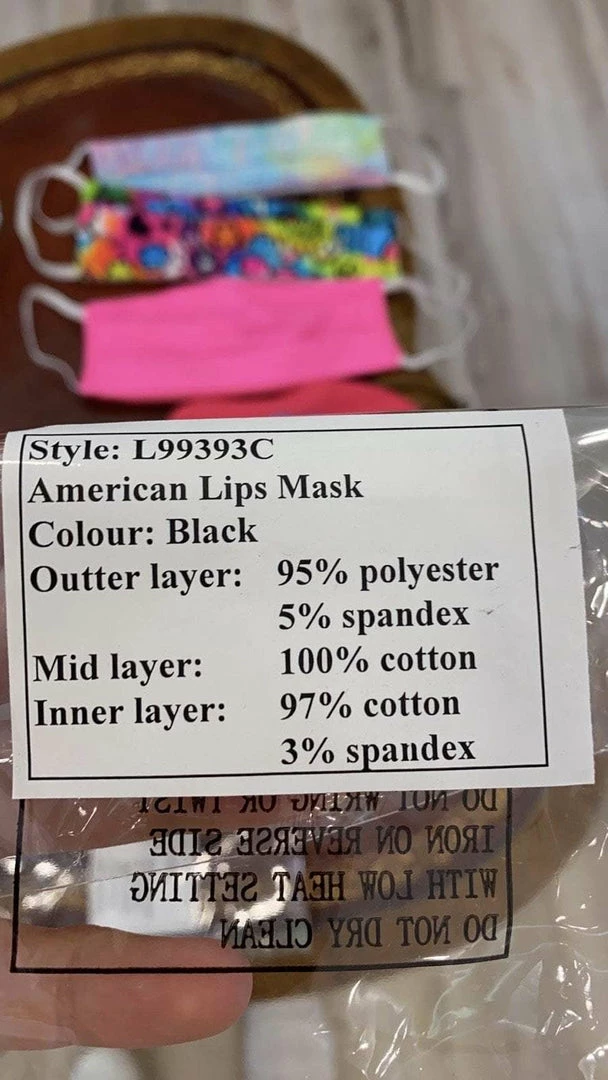 Style: L99393C
American Lips Mask
Colour: Black
Outter layer: 95% polyester
5% spandex
Mid layer: 100% cotton
Inner layer: 97% cotton
3% spandex
DO NOT WRING OR TWIST
IRON ON REVERSE SIDE
WITH LOW HEAT SETTING
DO NOT DRY CLEAN